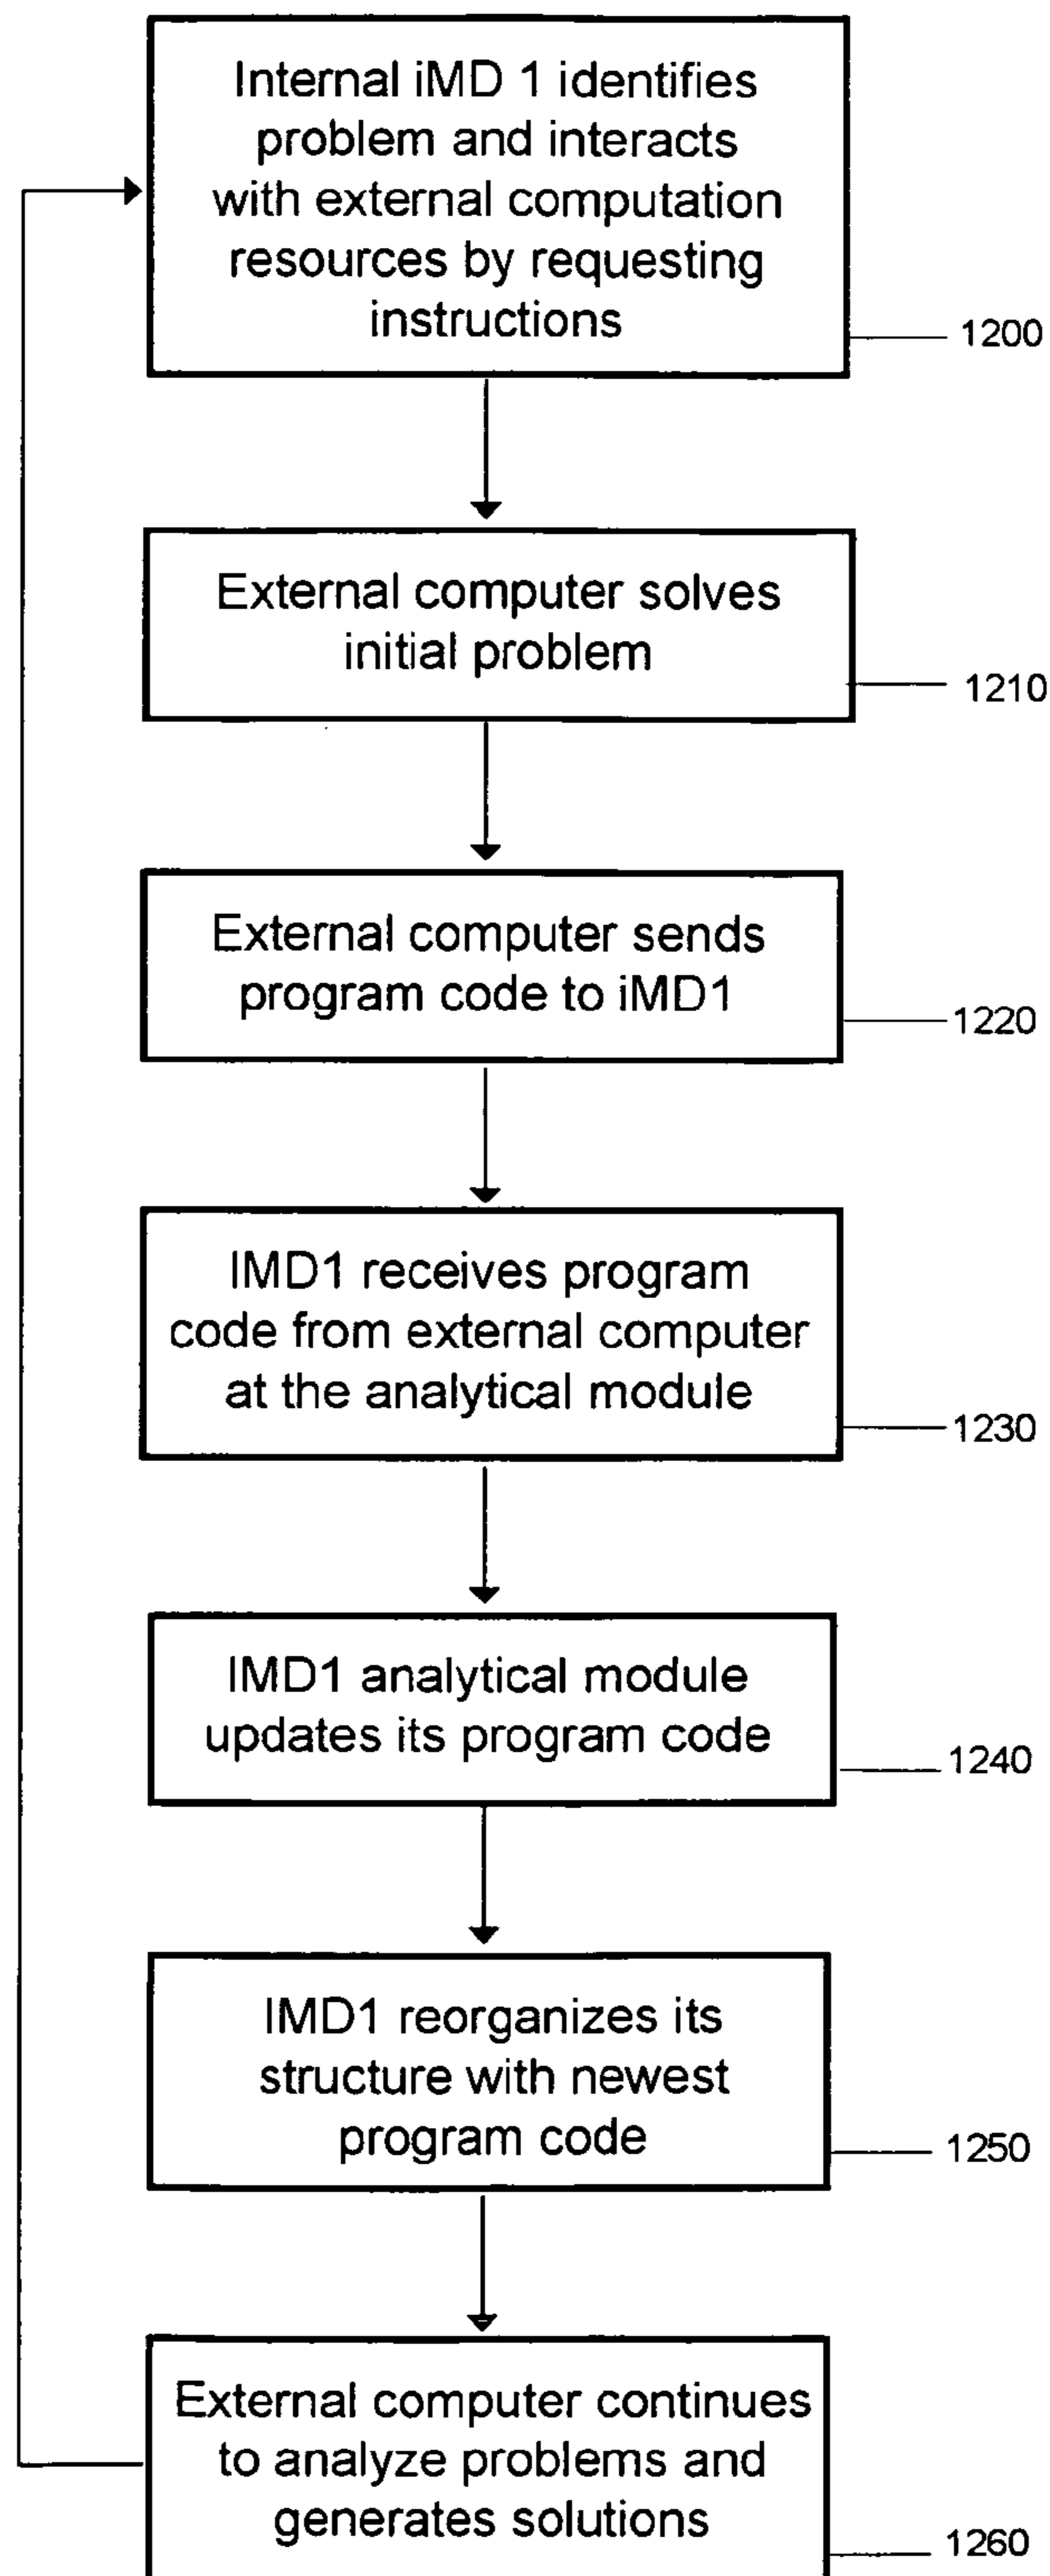 Internal iMD 1 identifies
problem and interacts
with external computation
resources by requesting
instructions
1200
External computer solves
initial problem
1210
External computer sends
program code to iMD1
1220
IMD1 receives program
code from external computer
at the analytical module
1230
IMD1 analytical module
updates its program code
1240
IMD1 reorganizes its
structure with newest
program code
1250
External computer continues
to analyze problems and
generates solutions
1260